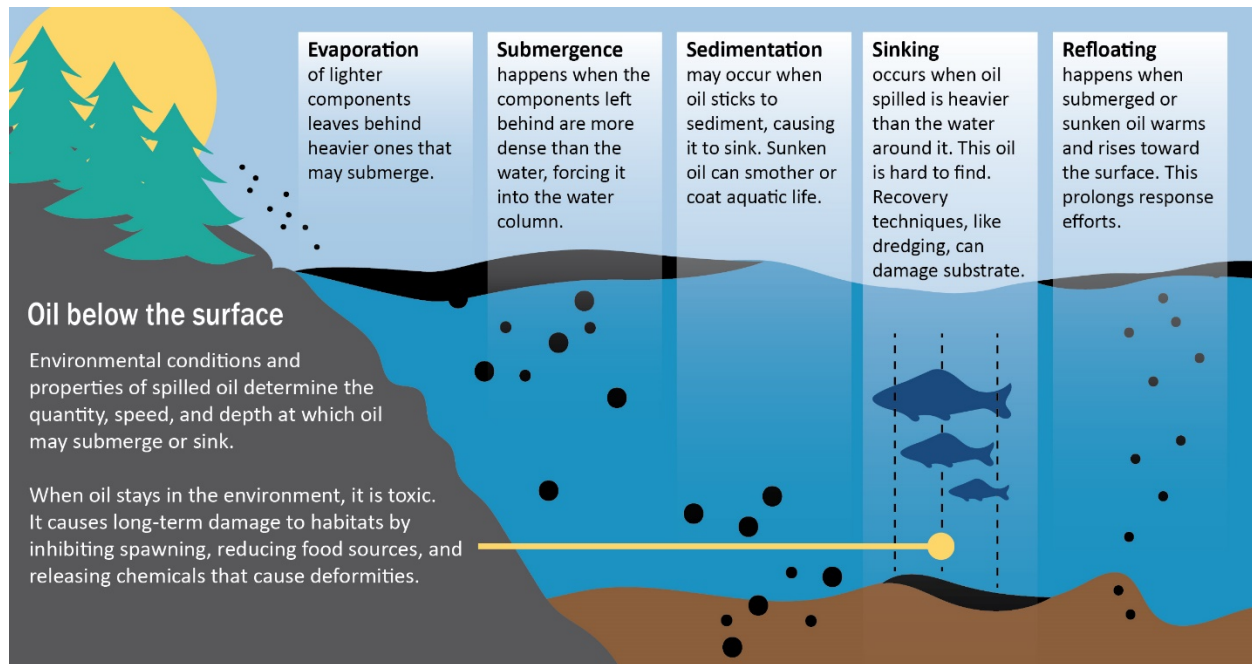 Evaporation
of lighter
components
leaves behind
heavier ones that
may submerge.
Submergence
happens when the
components left
behind are more
dense than the
water, forcing it
into the water
column.
Sedimentation
may occur when
oil sticks to
sediment, causing
it to sink. Sunken
oil can smother or
coat aquatic life.
Sinking
occurs when oil
spilled is heavier
than the water
around it. This oil
is hard to find.
Recovery
techniques, like
dredging, can
damage substrate.
Refloating
happens when
submerged or
sunken oil warms
and rises toward
the surface. This
prolongs response
efforts.
Oil below the surface
Environmental conditions and
properties of spilled oil determine the
quantity, speed, and depth at which oil
may submerge or sink.
When oil stays in the environment, it is toxic.
It causes long-term damage to habitats by
inhibiting spawning, reducing food sources, and
releasing chemicals that cause deformities.